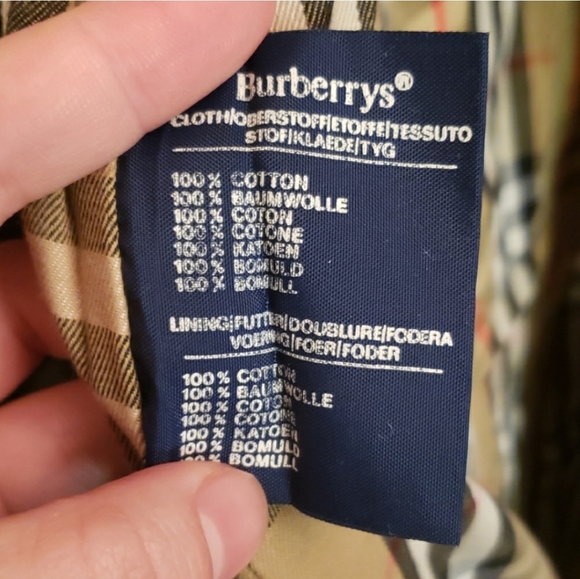 Burberrys®
CLOTH/OBERSTOFF/ETOFFE/TESSUTO
STOF/KLAEDE/TYG
100% COTTON
100% BAUMWOLLE
100% COTON
100% COTONE
100% KATOEN
100% BOMULD
100% BOMULL
LINING/FUTTER/DOUBLURE/FODERA
VOERING/FOER/FODER
100% COTTON
100% BAUMWOLLE
100% COTON
100% COTONE
100% KATOEN
100% BOMULD
100% BOMULL